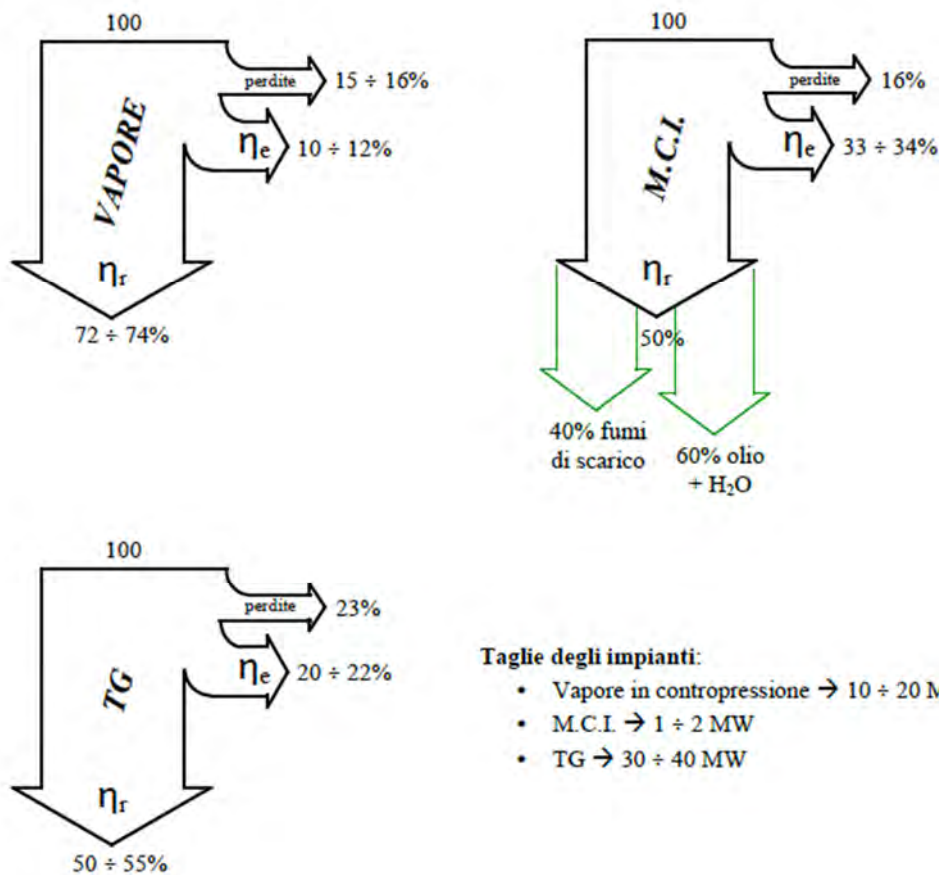 100
perdite
15 ÷ 16%
ηe
10 ÷ 12%
VAPORE
ηr
72 ÷ 74%
100
perdite
16%
ηe
33 ÷ 34%
M.C.I.
ηr
50%
40% fumi
di scarico
60% olio
+ H₂O
100
perdite
23%
ηe
20 ÷ 22%
TG
ηr
50 ÷ 55%
Taglie degli impianti:
• Vapore in contropressione → 10 ÷ 20 M
• M.C.I. → 1 ÷ 2 MW
• TG → 30 ÷ 40 MW